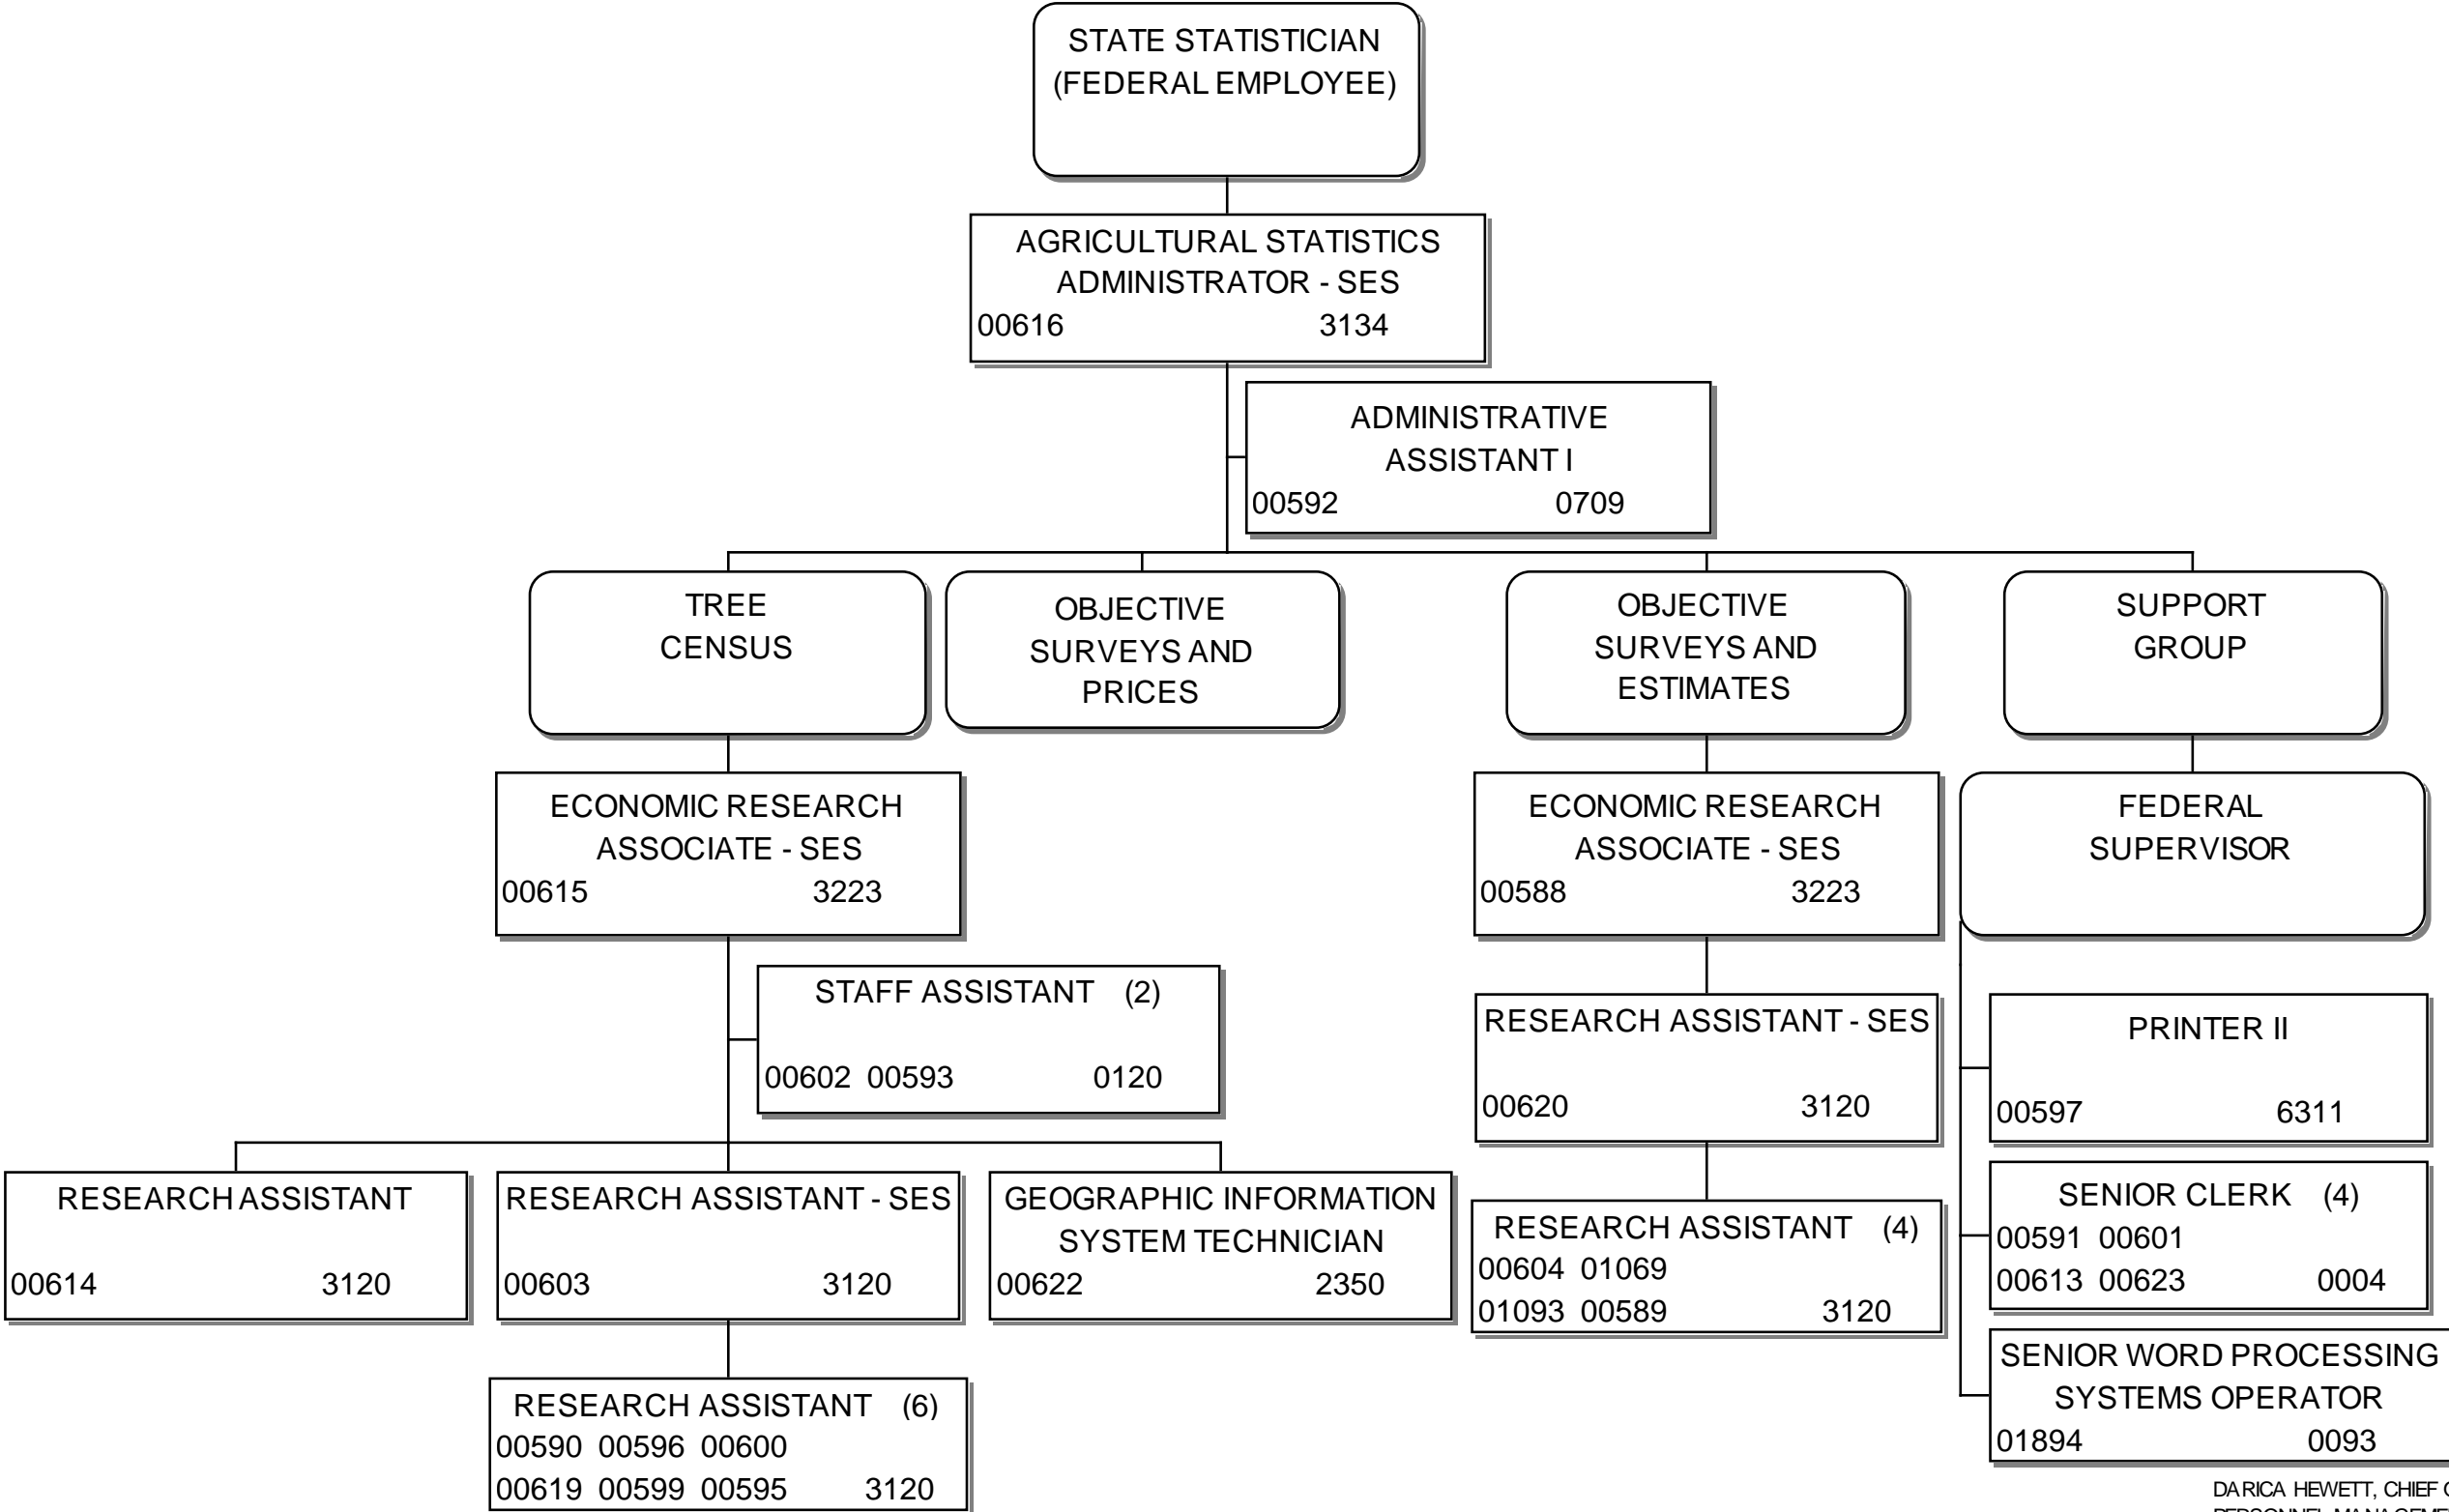 STATE STATISTICIAN
(FEDERAL EMPLOYEE)
AGRICULTURAL STATISTICS
ADMINISTRATOR - SES
00616 3134
ADMINISTRATIVE
ASSISTANT I
00592 0709
TREE
CENSUS
OBJECTIVE
SURVEYS AND
PRICES
OBJECTIVE
SURVEYS AND
ESTIMATES
SUPPORT
GROUP
ECONOMIC RESEARCH
ASSOCIATE - SES
00615 3223
ECONOMIC RESEARCH
ASSOCIATE - SES
00588 3223
FEDERAL
SUPERVISOR
STAFF ASSISTANT (2)
00602 00593 0120
RESEARCH ASSISTANT - SES
00620 3120
PRINTER II
00597 6311
RESEARCH ASSISTANT
00614 3120
RESEARCH ASSISTANT - SES
00603 3120
GEOGRAPHIC INFORMATION
SYSTEM TECHNICIAN
00622 2350
RESEARCH ASSISTANT (4)
00604 01069
01093 00589 3120
SENIOR CLERK (4)
00591 00601
00613 00623 0004
SENIOR WORD PROCESSING
SYSTEMS OPERATOR
01894 0093
RESEARCH ASSISTANT (6)
00590 00596 00600
00619 00599 00595 3120
DARICA HEWETT, CHIEF
PERSONNEL